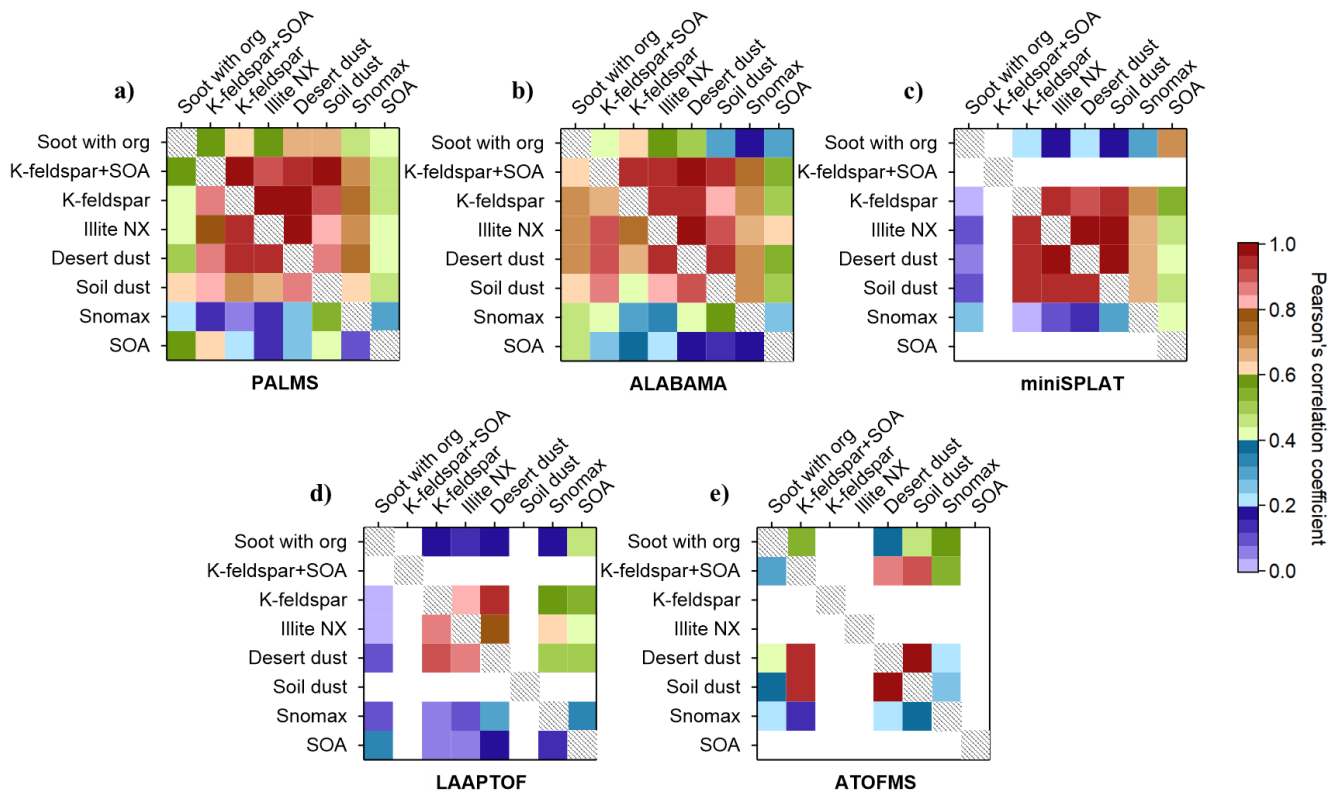 a)
Soot with org
K-feldspar+SOA
K-feldspar
Illite NX
Desert dust
Soil dust
Snomax
SOA
Soot with org
K-feldspar+SOA
K-feldspar
Illite NX
Desert dust
Soil dust
Snomax
SOA
PALMS
b)
Soot with org
K-feldspar+SOA
K-feldspar
Illite NX
Desert dust
Soil dust
Snomax
SOA
Soot with org
K-feldspar+SOA
K-feldspar
Illite NX
Desert dust
Soil dust
Snomax
SOA
ALABAMA
c)
Soot with org
K-feldspar+SOA
K-feldspar
Illite NX
Desert dust
Soil dust
Snomax
SOA
Soot with org
K-feldspar+SOA
K-feldspar
Illite NX
Desert dust
Soil dust
Snomax
SOA
miniSPLAT
1.0
0.8
0.6
0.4
0.2
0.0
Pearson's correlation coefficient
d)
Soot with org
K-feldspar+SOA
K-feldspar
Illite NX
Desert dust
Soil dust
Snomax
SOA
Soot with org
K-feldspar+SOA
K-feldspar
Illite NX
Desert dust
Soil dust
Snomax
SOA
LAAPTOF
e)
Soot with org
K-feldspar+SOA
K-feldspar
Illite NX
Desert dust
Soil dust
Snomax
SOA
Soot with org
K-feldspar+SOA
K-feldspar
Illite NX
Desert dust
Soil dust
Snomax
SOA
ATOFMS